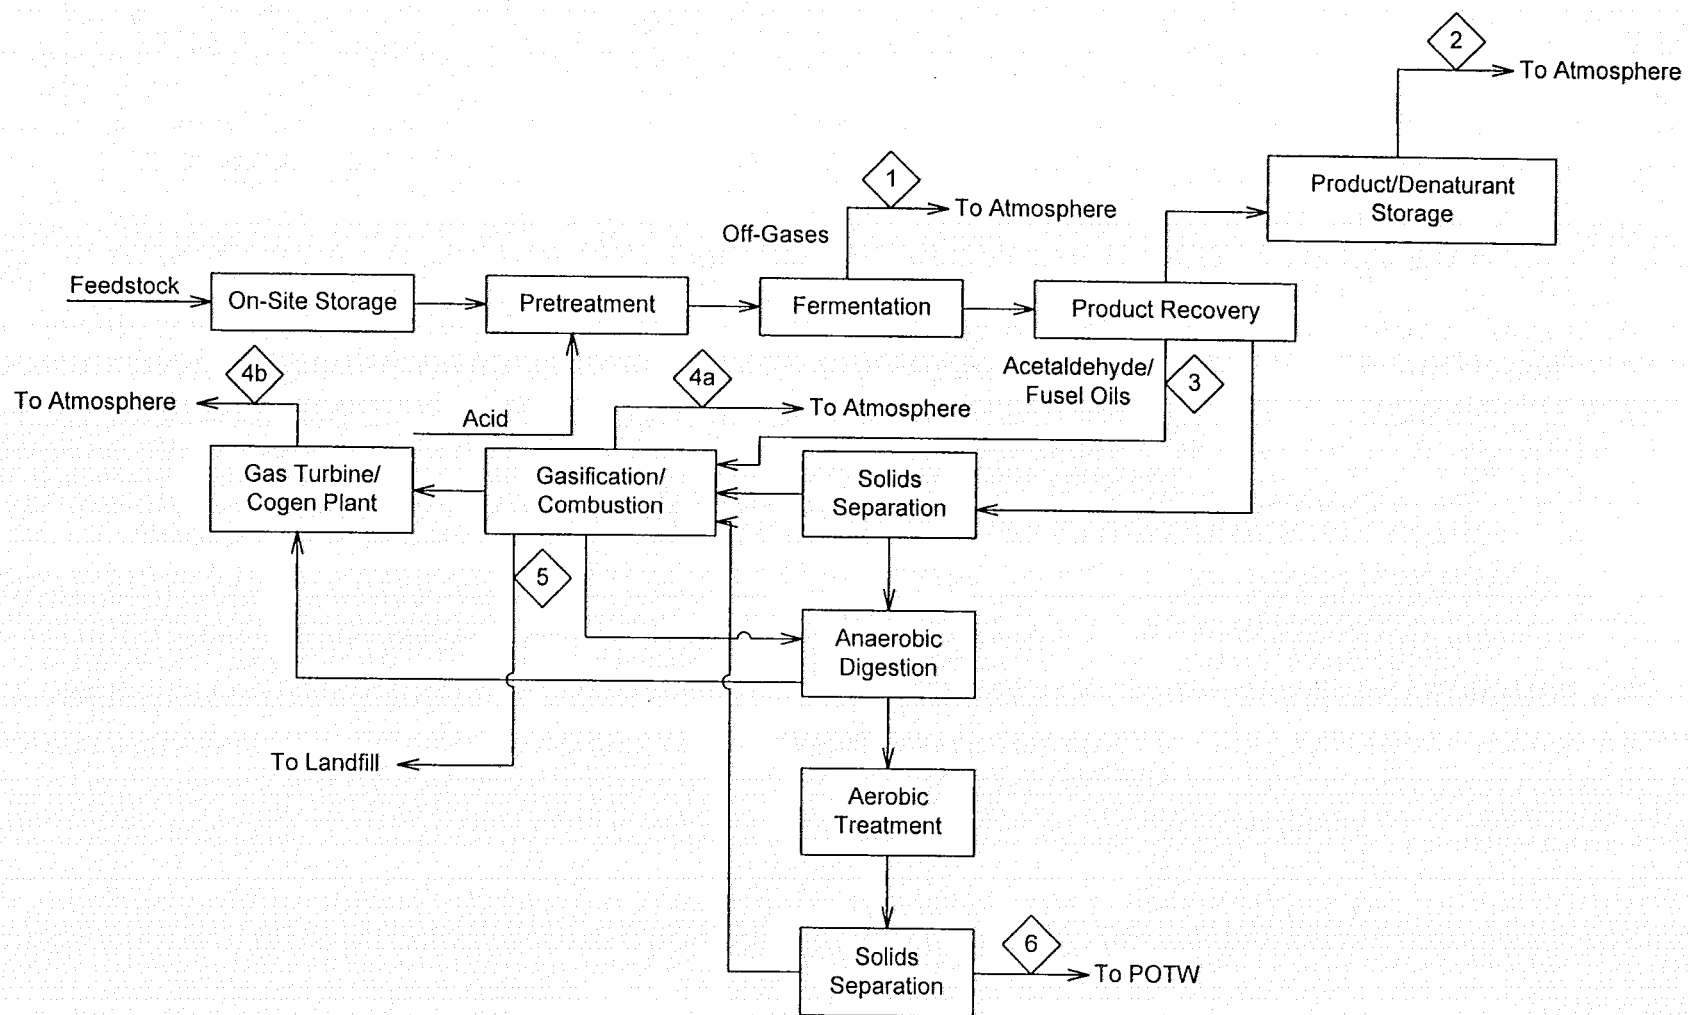 2
To Atmosphere
Product/Denaturant
Storage
1
To Atmosphere
Off-Gases
Feedstock
On-Site Storage
Pretreatment
Fermentation
Product Recovery
4b
To Atmosphere
Acid
4a
To Atmosphere
Acetaldehyde/
Fusel Oils
3
Gas Turbine/
Cogen Plant
Gasification/
Combustion
Solids
Separation
5
Anaerobic
Digestion
To Landfill
Aerobic
Treatment
Solids
Separation
6
To POTW